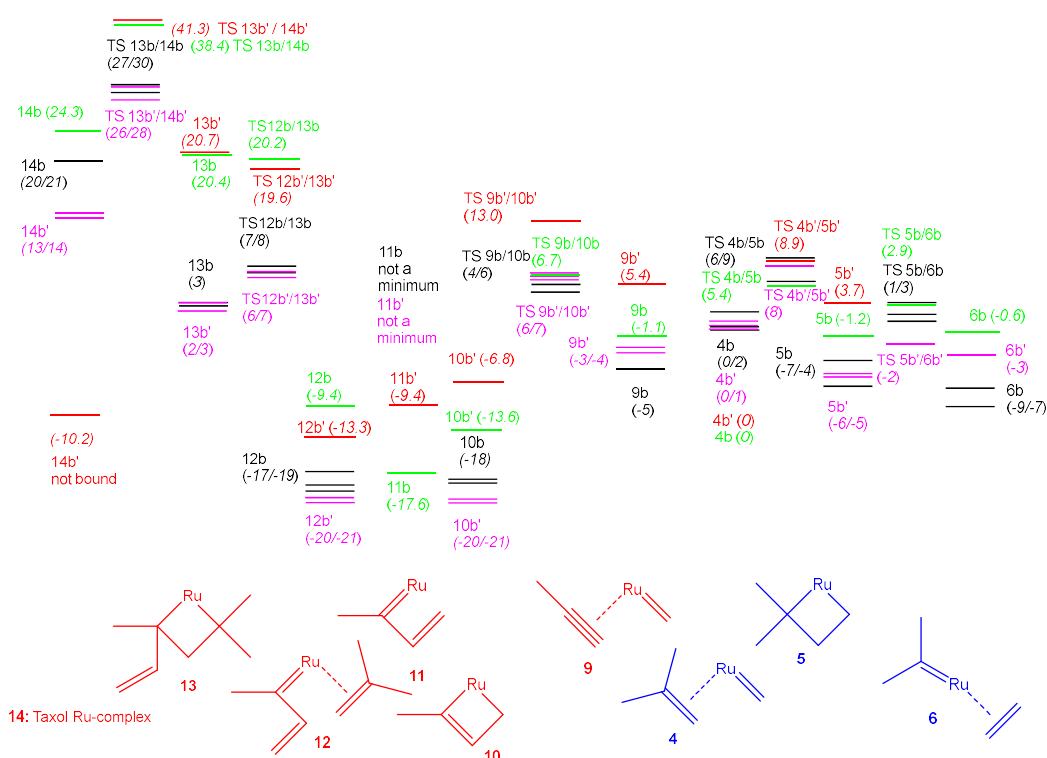 (41.3) TS 13b' / 14b'
TS 13b/14b (38.4) TS 13b/14b
(27/30)
14b (24.3)
TS 13b'/14b'
(26/28)
13b'
(20.7)
TS12b/13b
(20.2)
14b
(20/21)
13b
(20.4)
TS 12b'/13b'
(19.6)
14b'
(13/14)
TS12b/13b
(7/8)
13b
(3)
TS12b'/13b'
(6/7)
13b'
(2/3)
11b
not a
minimum
11b'
not a
minimum
TS 9b'/10b'
(13.0)
TS 9b/10b
(4/6)
TS 9b/10b
(6.7)
TS 9b'/10b'
(6/7)
9b'
(5.4)
9b
(-1.1)
9b'
(-3/-4)
9b
(-5)
TS 4b/5b
(6/9)
TS 4b/5b
(5.4)
TS 4b'/5b'
(8.9)
TS 4b'/5b'
(8)
5b'
(3.7)
TS 5b/6b
(2.9)
TS 5b/6b
(1/3)
5b (-1.2)
6b (-0.6)
4b
(0/2)
4b'
(0/1)
4b' (0)
4b (0)
5b
(-7/-4)
TS 5b'/6b'
(-2)
5b'
(-6/-5)
6b'
(-3)
6b
(-9/-7)
(-10.2)
14b'
not bound
12b
(-9.4)
12b' (-13.3)
12b
(-17/-19)
12b'
(-20/-21)
11b'
(-9.4)
11b
(-17.6)
10b' (-6.8)
10b' (-13.6)
10b
(-18)
10b'
(-20/-21)
Ru
13
14: Taxol Ru-complex
Ru
12
Ru
11
Ru
10
Ru
9
Ru
4
Ru
5
Ru
6